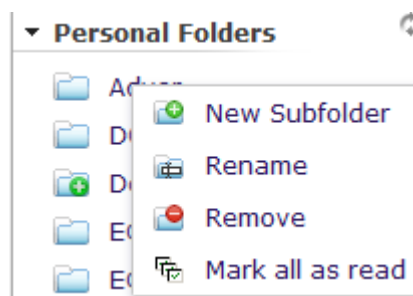 Personal Folders
New Subfolder
Rename
Remove
Mark all as read